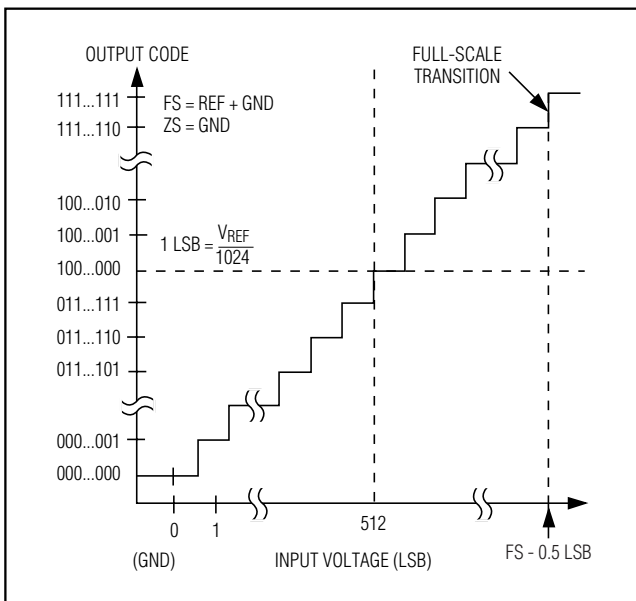 OUTPUT CODE
FULL-SCALE
TRANSITION
111...111
FS = REF + GND
111...110
ZS = GND
100...010
100...001
1 LSB = VREF
1024
100...000
011...111
011...110
011...101
000...001
000...000
0
1
512
FS - 0.5 LSB
(GND)
INPUT VOLTAGE (LSB)